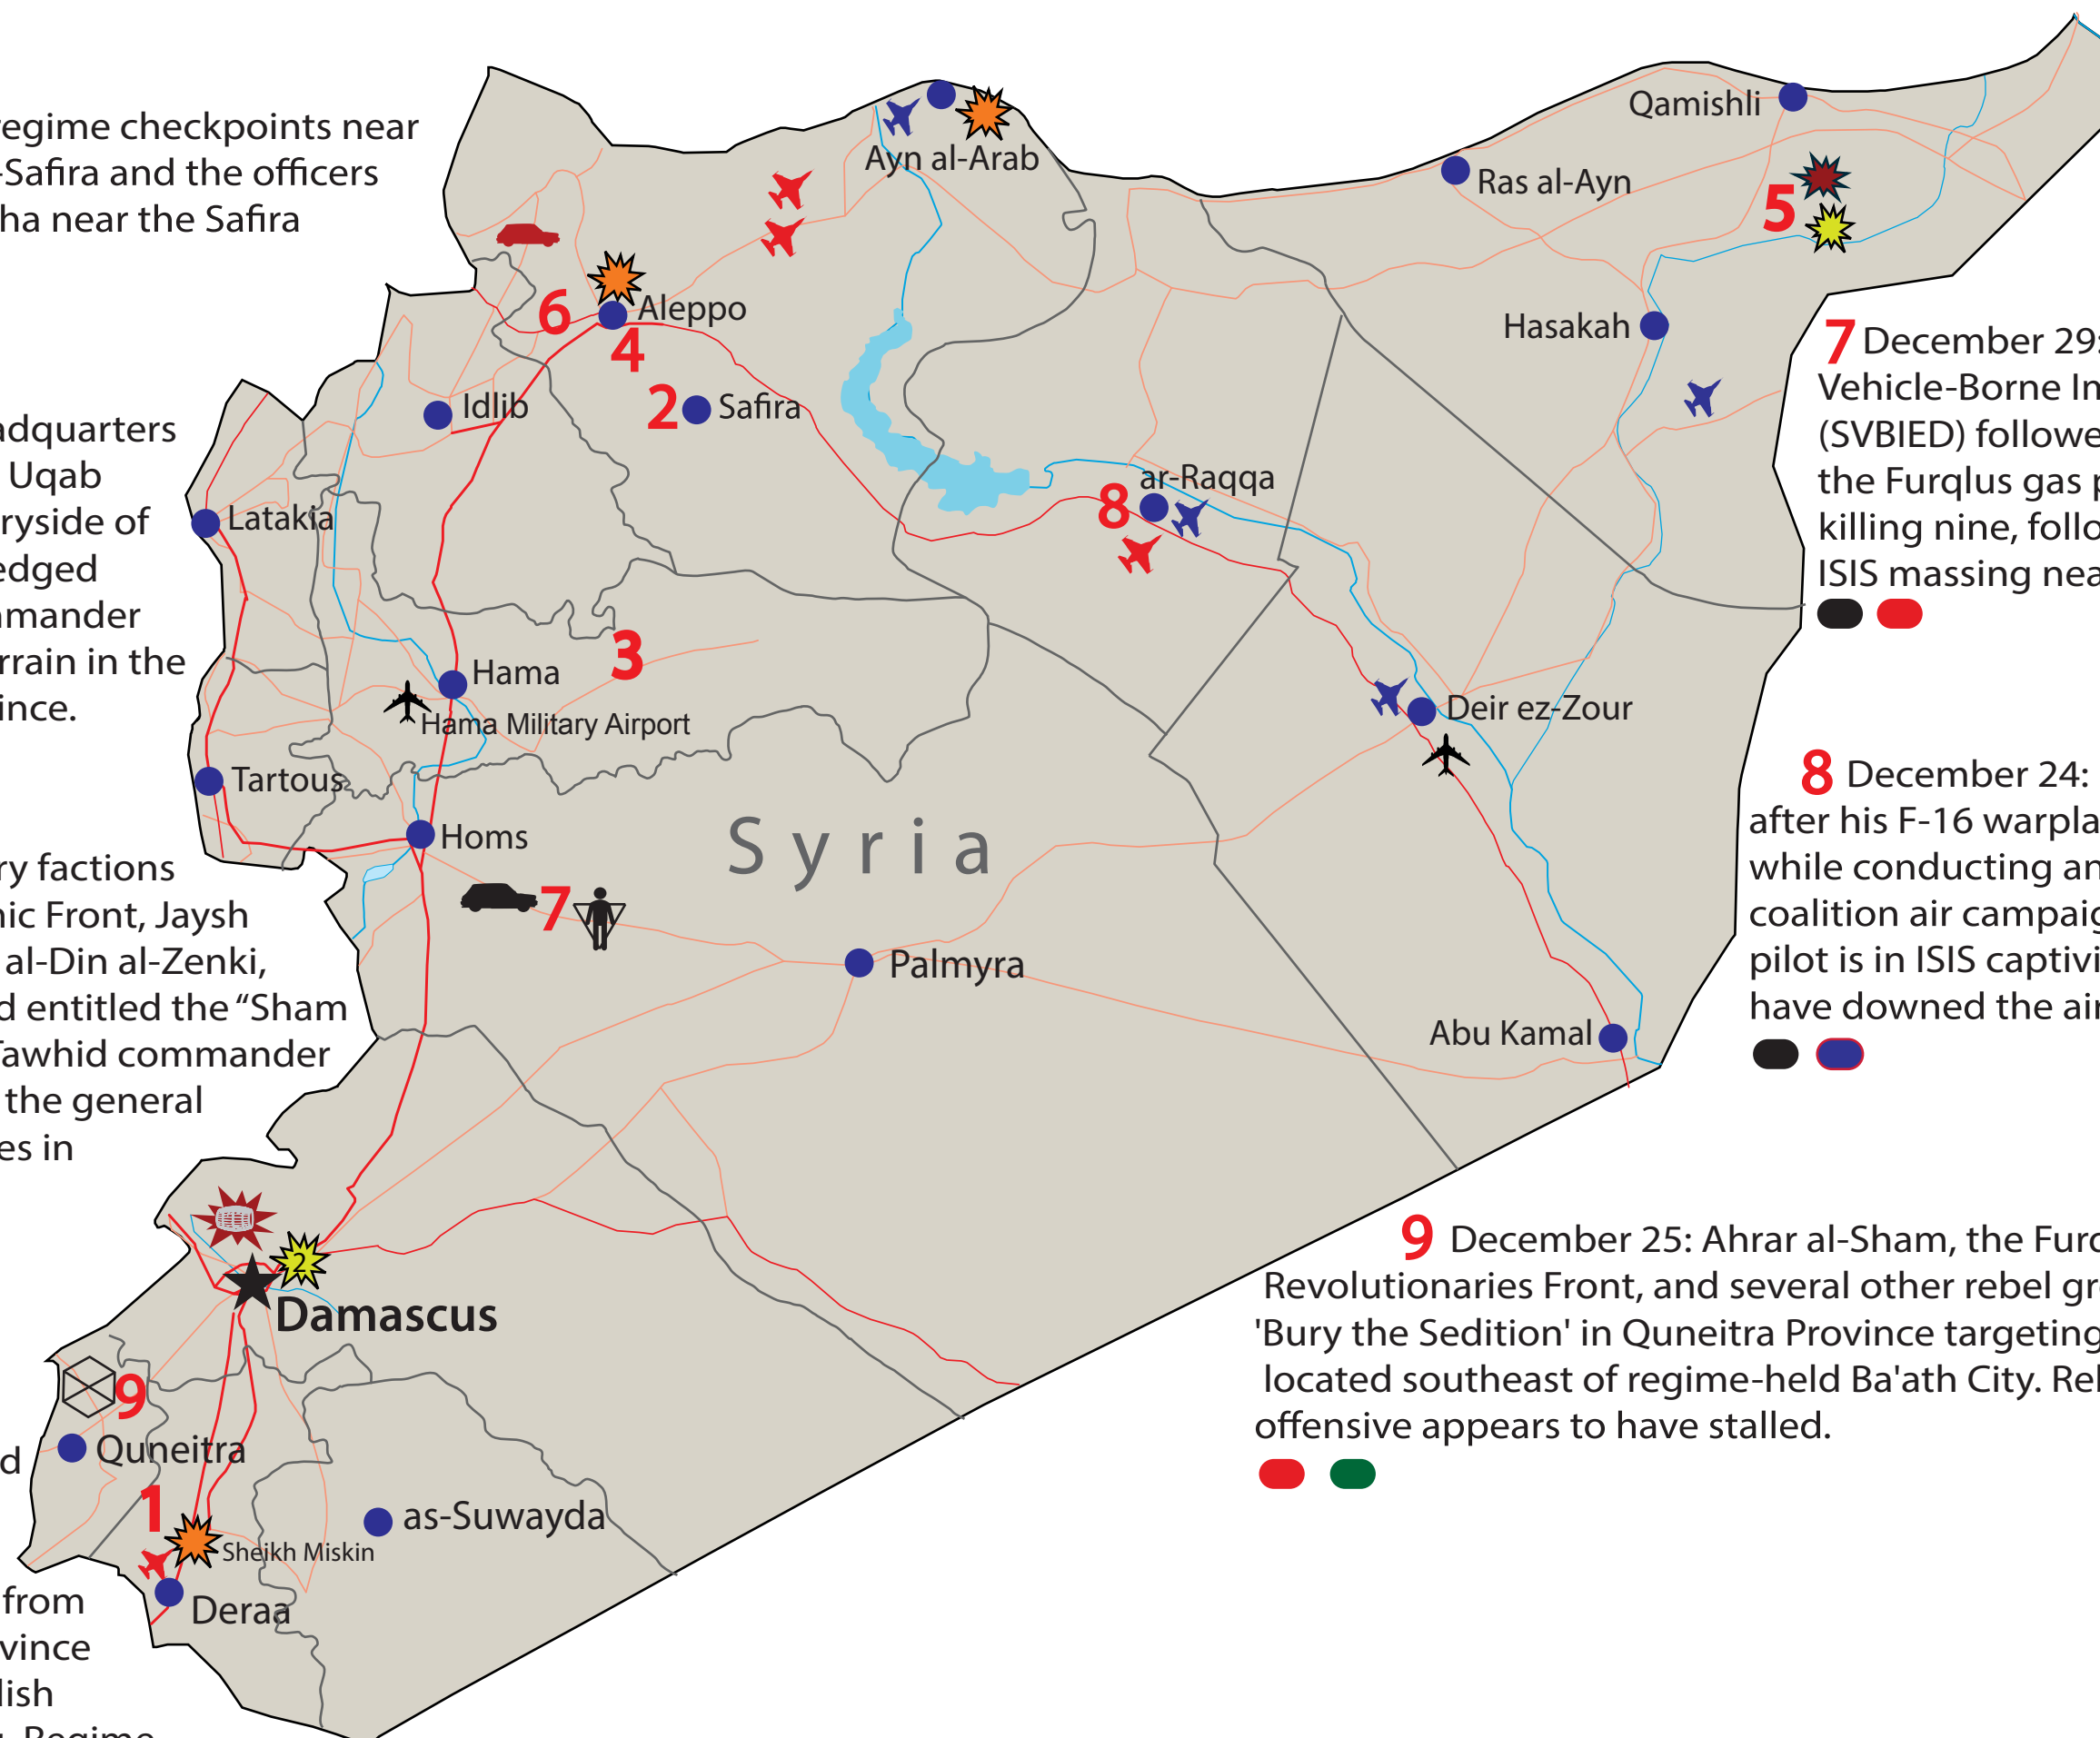 regime checkpoints near
-Safira and the officers
ha near the Safira
adquarters
Uqab
ryside of
edged
mmander
rrain in the
ince.
ry factions
nic Front, Jaysh
al-Din al-Zenki,
d entitled the “Sham
Tawhid commander
the general
es in
d
from
vince
lish
Regime
Ayn al-Arab
Qamishli
Ras al-Ayn
5
6
Aleppo
4
Hasakah
Idlib
2
Safira
ar-Raqqa
8
Latakia
3
Hama
Hama Military Airport
Deir ez-Zour
Tartous
Homs
Syria
7
Palmyra
Abu Kamal
2
Damascus
9
Quneitra
1
as-Suwayda
Sheikh Miskin
Deraa
7 December 29:
Vehicle-Borne Im
(SVBIED) followe
the Furqlus gas p
killing nine, follo
ISIS massing nea
8 December 24:
after his F-16 warpla
while conducting an
coalition air campaig
pilot is in ISIS captivi
have downed the air
9 December 25: Ahrar al-Sham, the Furq
Revolutionaries Front, and several other rebel gr
'Bury the Sedition' in Quneitra Province targeting
located southeast of regime-held Ba'ath City. Rel
offensive appears to have stalled.